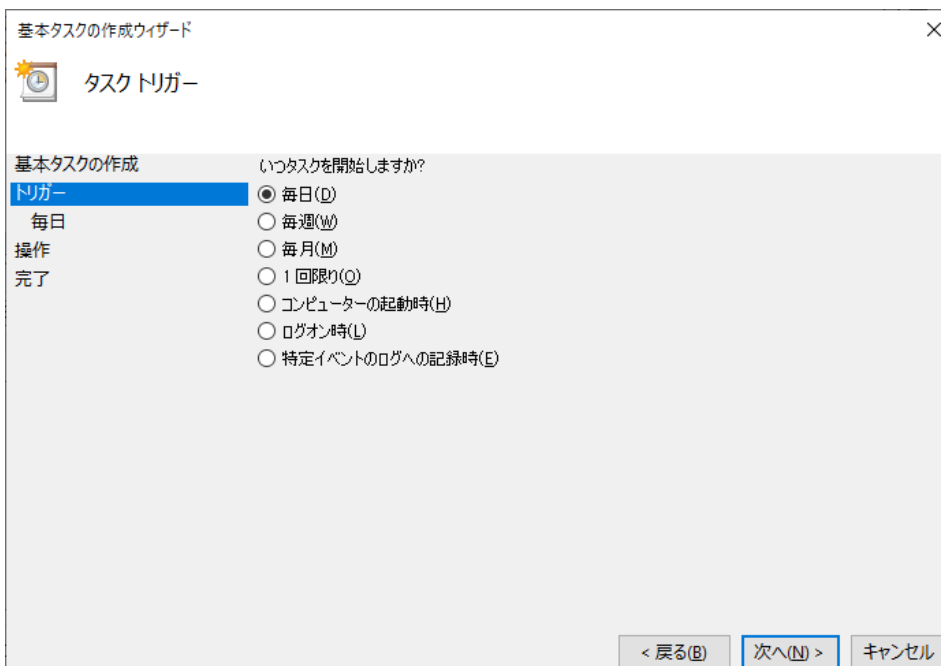 基本タスクの作成ウィザード
タスク トリガー
基本タスクの作成
トリガー
毎日
操作
完了
いつタスクを開始しますか?
毎日(D)
毎週(W)
毎月(M)
1 回限り(O)
コンピューターの起動時(H)
ログオン時(L)
特定イベントのログへの記録時(E)
< 戻る(B)
次へ(N) >
キャンセル